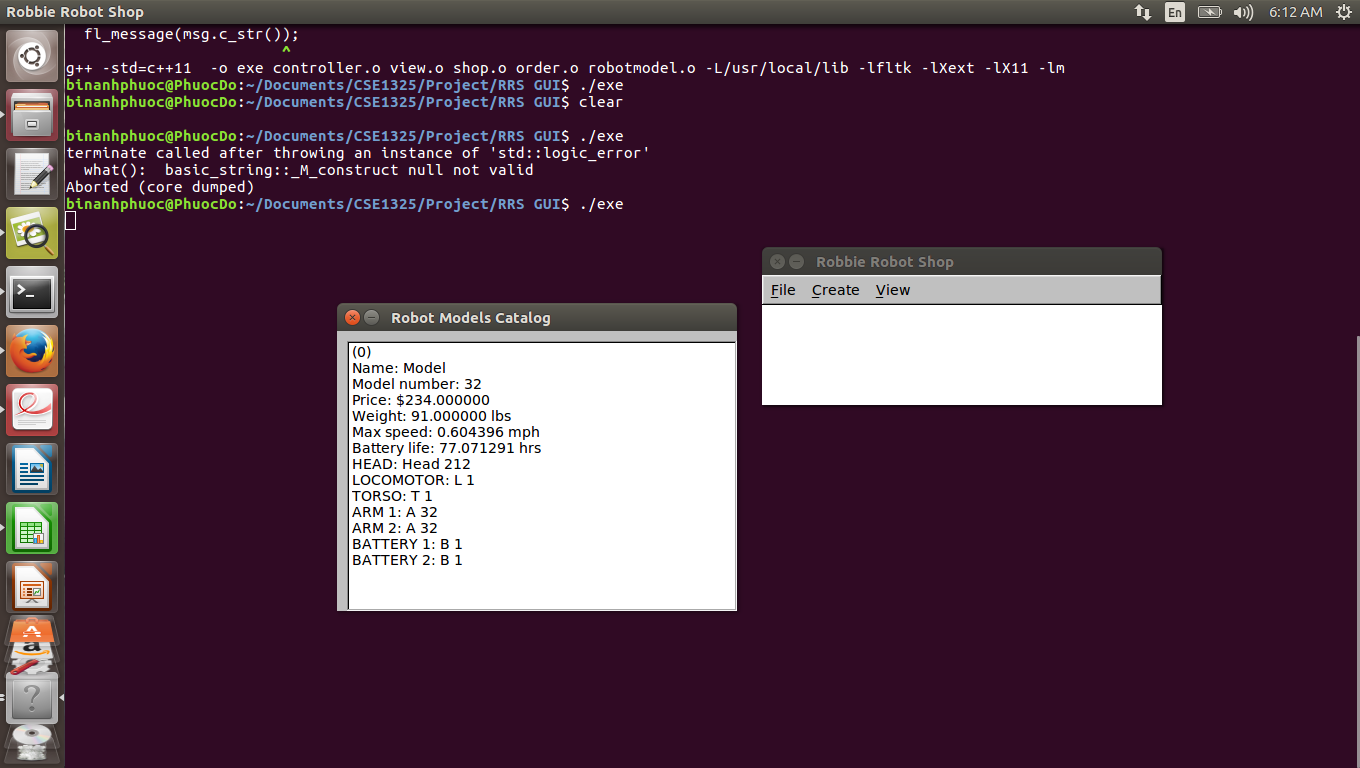 Robbie Robot Shop
En
6:12 AM
fl_message(msg.c_str());
^
g++ -std=c++11  -o exe controller.o view.o shop.o order.o robotmodel.o -L/usr/local/lib -lfltk -lXext -lX11 -lm
binanhphuoc@PhuocDo:~/Documents/CSE1325/Project/RRS GUI$ ./exe
binanhphuoc@PhuocDo:~/Documents/CSE1325/Project/RRS GUI$ clear
binanhphuoc@PhuocDo:~/Documents/CSE1325/Project/RRS GUI$ ./exe
terminate called after throwing an instance of 'std::logic_error'
what():  basic_string::_M_construct null not valid
Aborted (core dumped)
binanhphuoc@PhuocDo:~/Documents/CSE1325/Project/RRS GUI$ ./exe
Robbie Robot Shop
File Create View
Robot Models Catalog
(0)
Name: Model
Model number: 32
Price: $234.000000
Weight: 91.000000 lbs
Max speed: 0.604396 mph
Battery life: 77.071291 hrs
HEAD: Head 212
LOCOMOTOR: L 1
TORSO: T 1
ARM 1: A 32
ARM 2: A 32
BATTERY 1: B 1
BATTERY 2: B 1